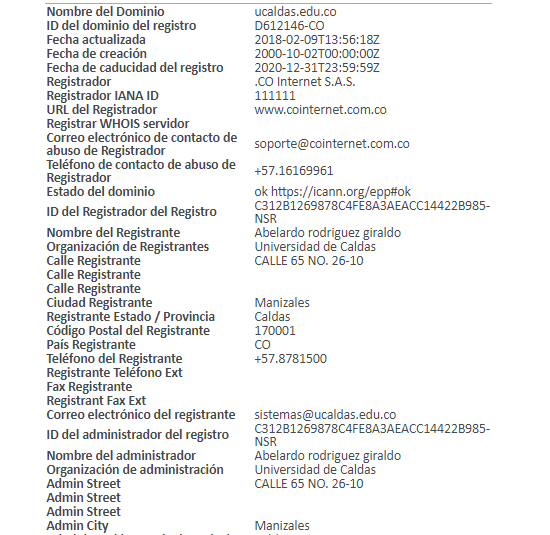 Nombre del Dominio ucaldas.edu.co
ID del dominio del registro D612146-CO
Fecha actualizada 2018-02-09T13:56:18Z
Fecha de creación 2000-10-02T00:00:00Z
Fecha de caducidad del registro 2020-12-31T23:59:59Z
Registrador .CO Internet S.A.S.
Registrador IANA ID 111111
URL del Registrador www.cointernet.com.co
Registrar WHOIS servidor
Correo electrónico de contacto de
abuso de Registrador soporte@cointernet.com.co
Teléfono de contacto de abuso de
Registrador +57.16169961
Estado del dominio ok https://icann.org/epp#ok
ID del Registrador del Registro C312B1269878C4FE8A3AEACC14422B985-
NSR
Nombre del Registrante Abelardo rodriguez giraldo
Organización de Registrantes Universidad de Caldas
Calle Registrante CALLE 65 NO. 26-10
Calle Registrante
Calle Registrante
Ciudad Registrante Manizales
Registrante Estado / Provincia Caldas
Código Postal del Registrante 170001
País Registrante CO
Teléfono del Registrante +57.8781500
Registrante Teléfono Ext
Fax Registrante
Registrant Fax Ext
Correo electrónico del registrante sistemas@ucaldas.edu.co
ID del administrador del registro C312B1269878C4FE8A3AEACC14422B985-
NSR
Nombre del administrador Abelardo rodriguez giraldo
Organización de administración Universidad de Caldas
Admin Street CALLE 65 NO. 26-10
Admin Street
Admin Street
Admin City Manizales